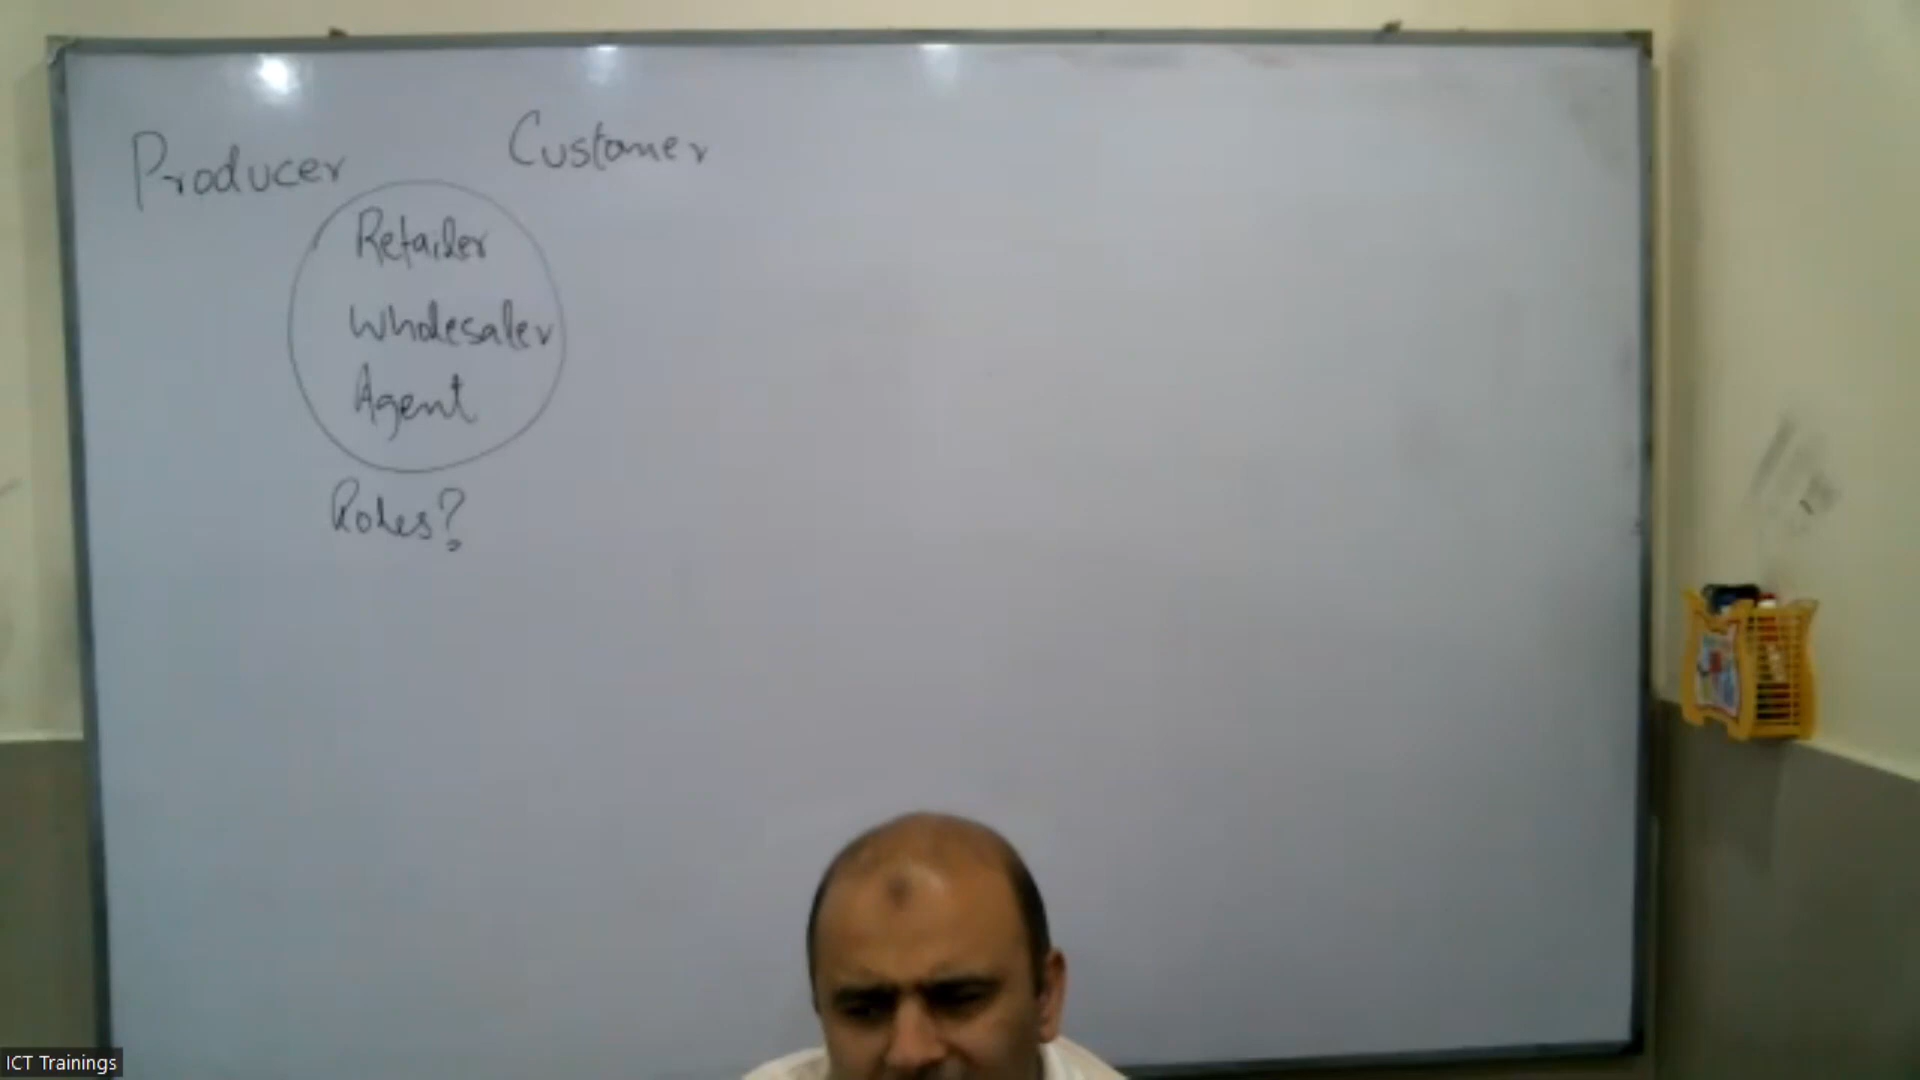 Producer
Customer
Retailer
Wholesaler
Agent
Roles?
ICT Trainings